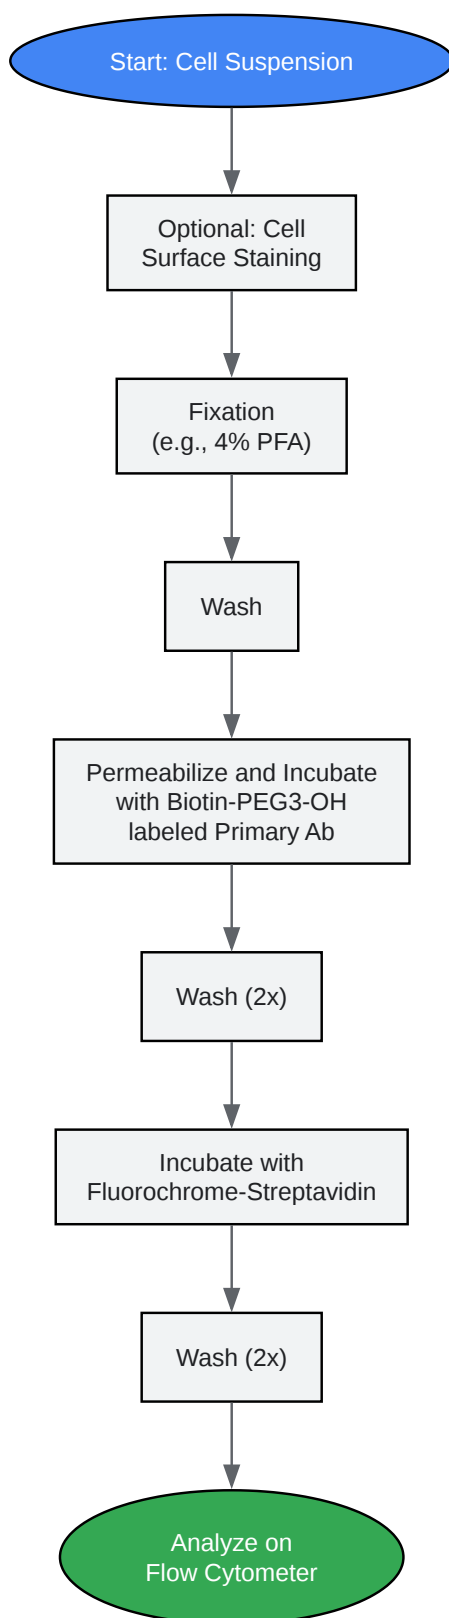 Start: Cell Suspension
Optional: Cell
Surface Staining
Fixation
(e.g., 4% PFA)
Wash
Permeabilize and Incubate
with Biotin-PEG3-OH
labeled Primary Ab
Wash (2x)
Incubate with
Fluorochrome-Streptavidin
Wash (2x)
Analyze on
Flow Cytometer